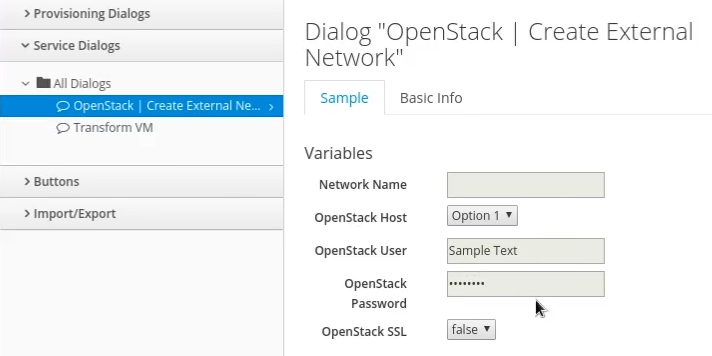 Provisioning Dialogs
Service Dialogs
All Dialogs
OpenStack | Create External Ne...
Transform VM
Buttons
Import/Export
Dialog "OpenStack | Create External
Network"
Sample
Basic Info
Variables
Network Name
OpenStack Host
Option 1
OpenStack User
Sample Text
OpenStack
Password
••••••••
OpenStack SSL
false